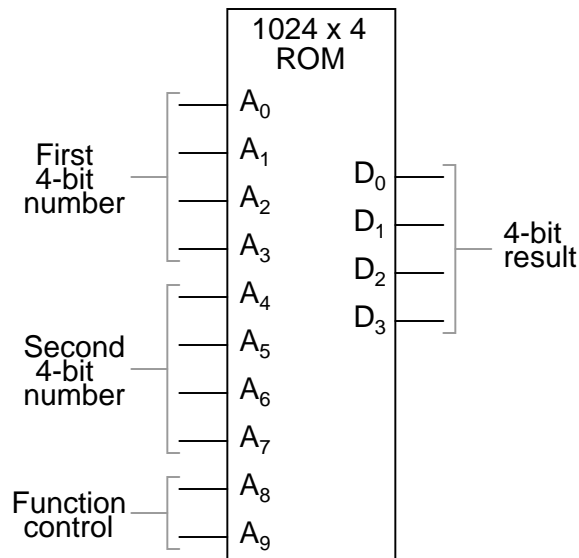 1024 x 4
ROM
First
4-bit
number
A₀
A₁
A₂
A₃
Second
4-bit
number
A₄
A₅
A₆
A₇
Function
control
A₈
A₉
D₀
D₁
D₂
D₃
4-bit
result